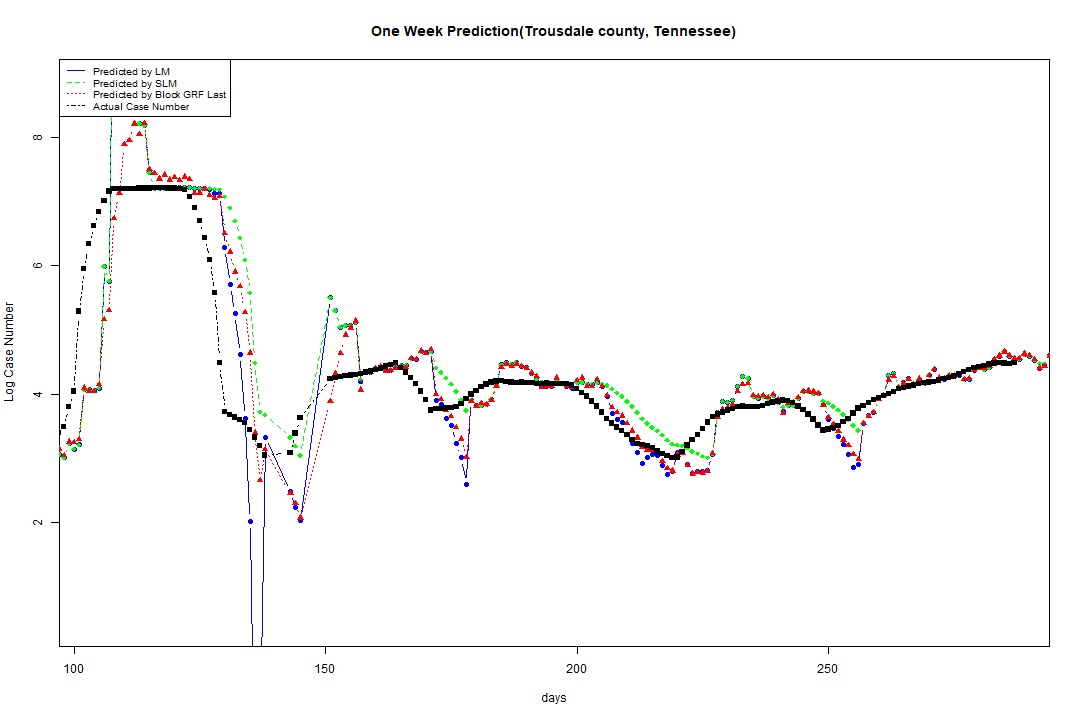 One Week Prediction(Trousdale county, Tennessee)
Predicted by LM
Predicted by SLM
Predicted by Block GRF Last
Actual Case Number
8
6
4
2
Log Case Number
100 150 200 250
days